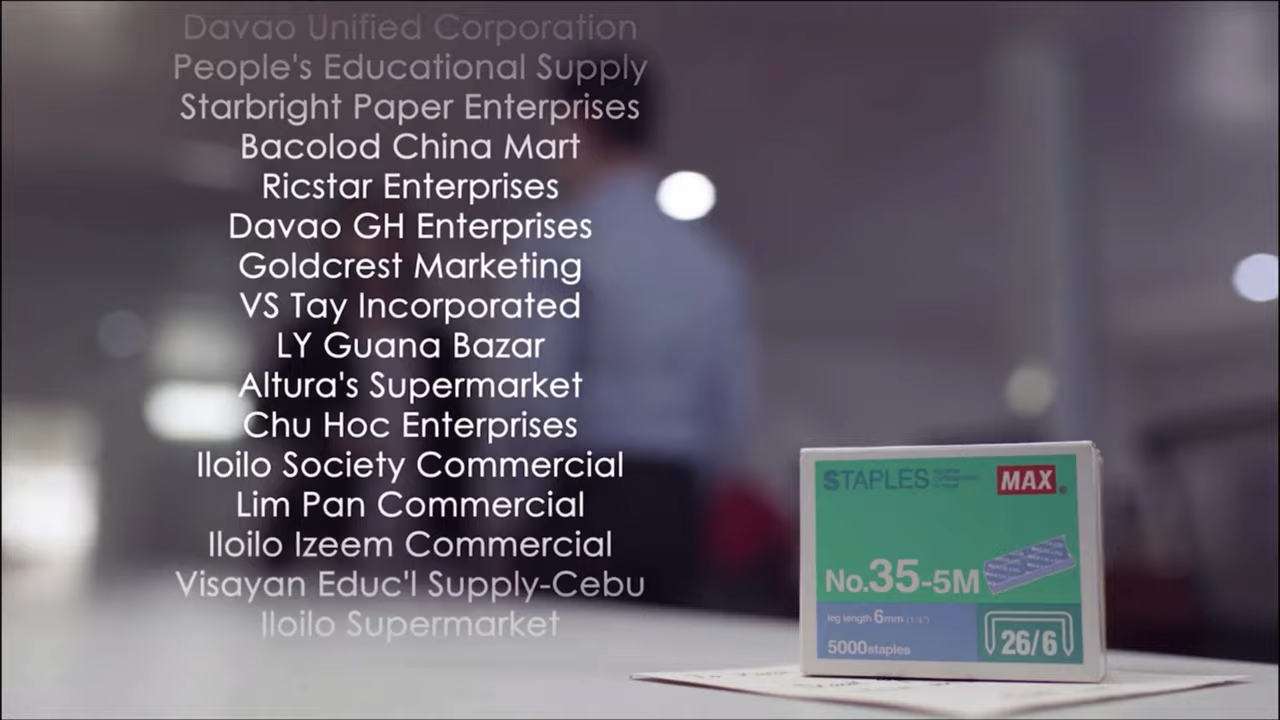 Davao Unified Corporation
People's Educational Supply
Starbright Paper Enterprises
Bacolod China Mart
Ricstar Enterprises
Davao GH Enterprises
Goldcrest Marketing
VS Tay Incorporated
LY Guana Bazar
Altura's Supermarket
Chu Hoc Enterprises
Iloilo Society Commercial
Lim Pan Commercial
Iloilo Izeem Commercial
Visayan Educ'l Supply-Cebu
Iloilo Supermarket
STAPLES
MAX
No.35-5M
leg length 6mm (1/4")
5000staples
26/6